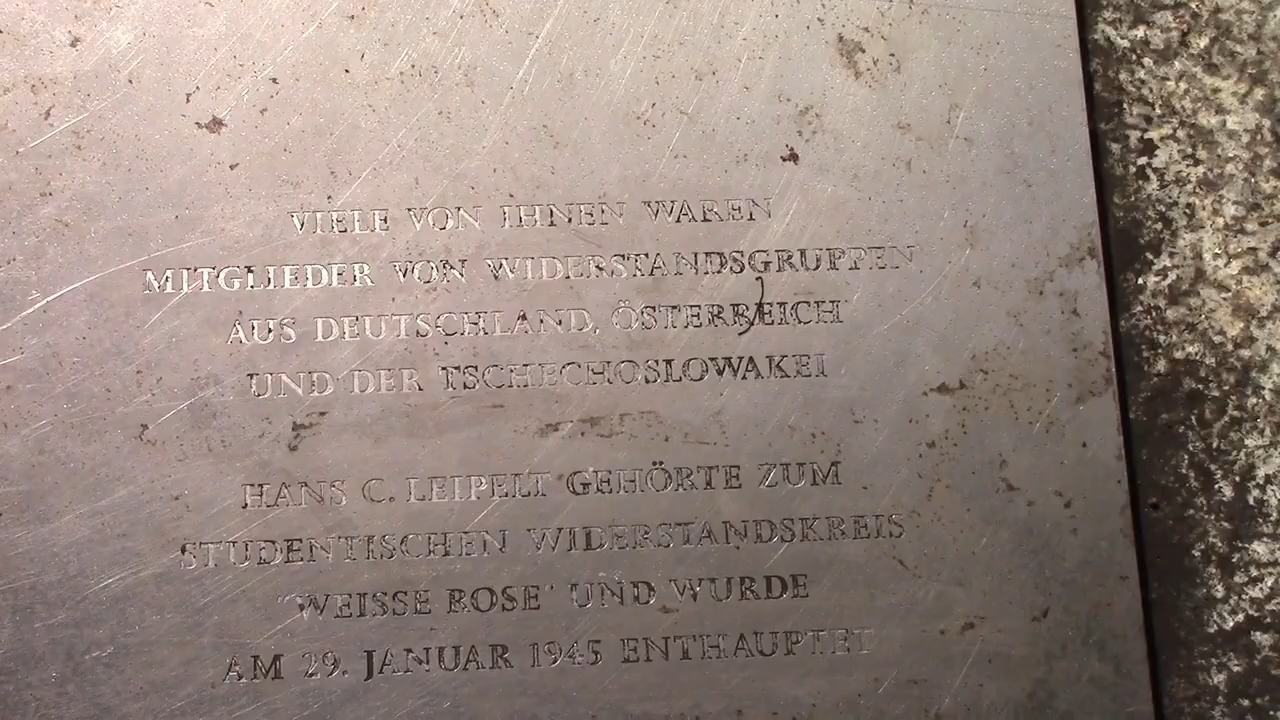 VIELE VON IHNEN WAREN
MITGLIEDER VON WIDERSTANDSGRUPPEN
AUS DEUTSCHLAND, ÖSTERREICH
UND DER TSCHECHOSLOWAKEI
HANS C. LEIPELT GEHÖRTE ZUM
STUDENTISCHEN WIDERSTANDSKREIS
"WEISSE ROSE" UND WURDE
AM 29. JANUAR 1945 ENTHAUPTET